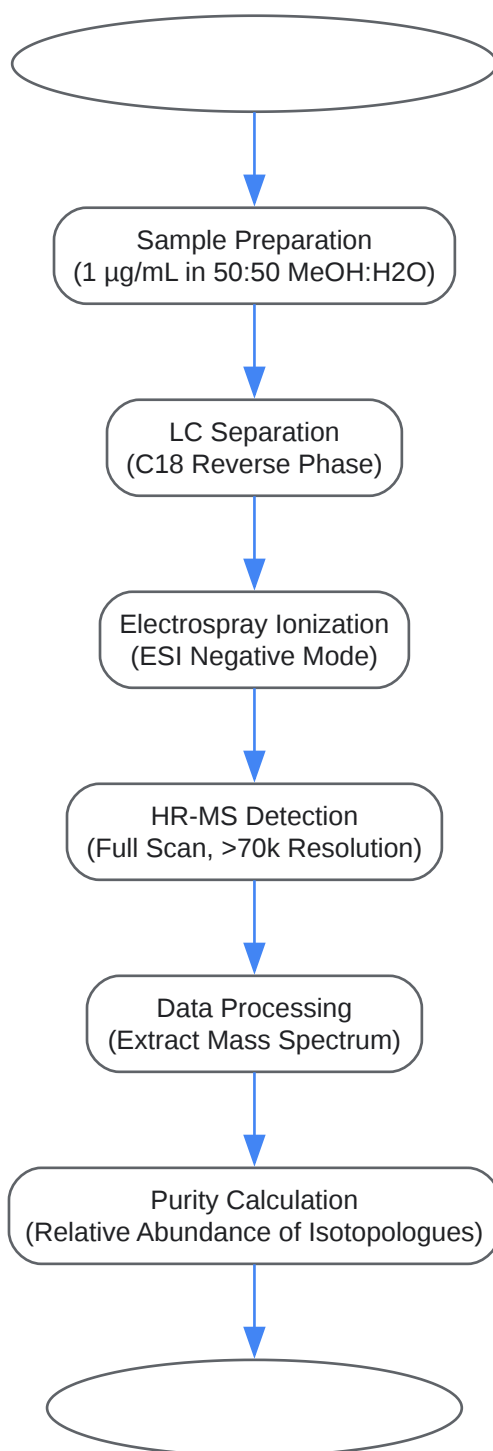 Sample Preparation
(1 µg/mL in 50:50 MeOH:H2O)
LC Separation
(C18 Reverse Phase)
Electrospray Ionization
(ESI Negative Mode)
HR-MS Detection
(Full Scan, >70k Resolution)
Data Processing
(Extract Mass Spectrum)
Purity Calculation
(Relative Abundance of Isotopologues)